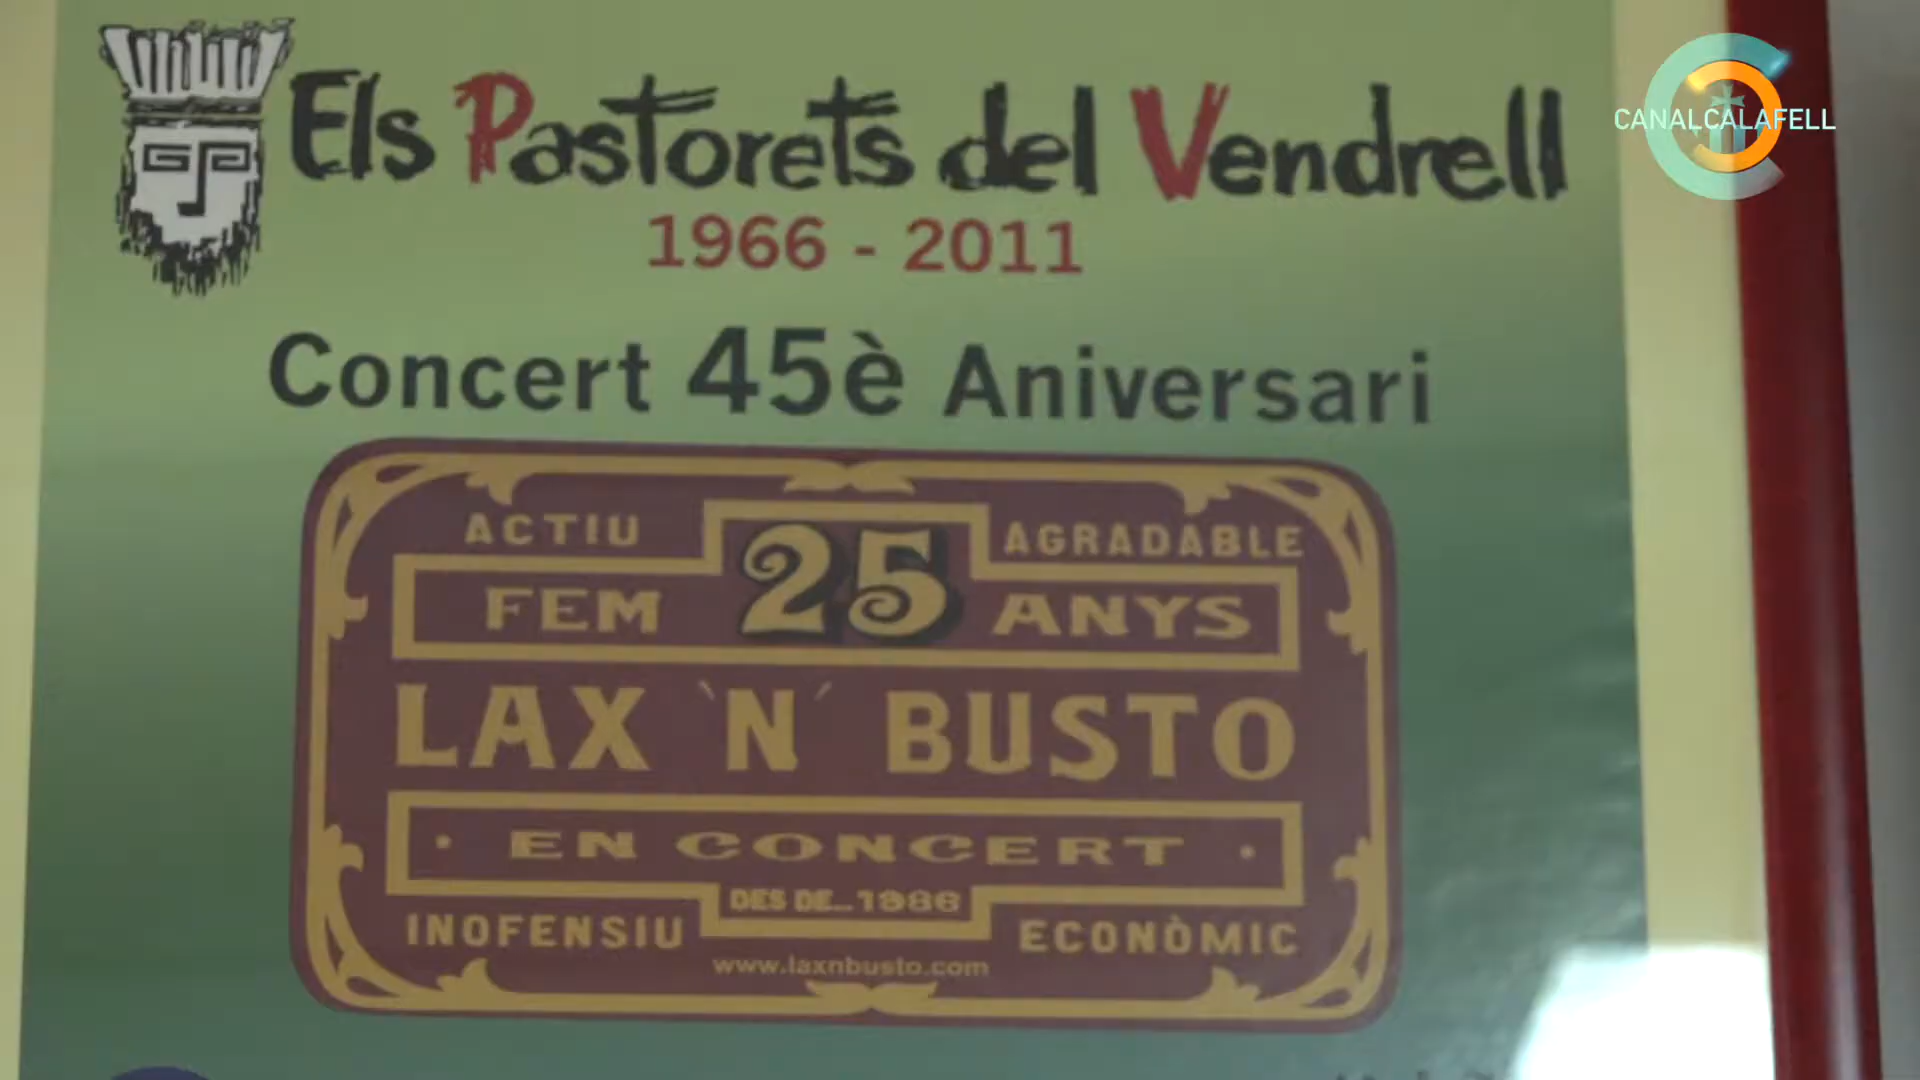 Els Pastorets del Vendrell
CANALCALAFELL
1966 - 2011
Concert 45è Aniversari
ACTIU
AGRADABLE
FEM 25 ANYS
LAX 'N' BUSTO
· EN CONCERT ·
DES DE... 1986
INOFENSIU
ECONÒMIC
www.laxnbusto.com